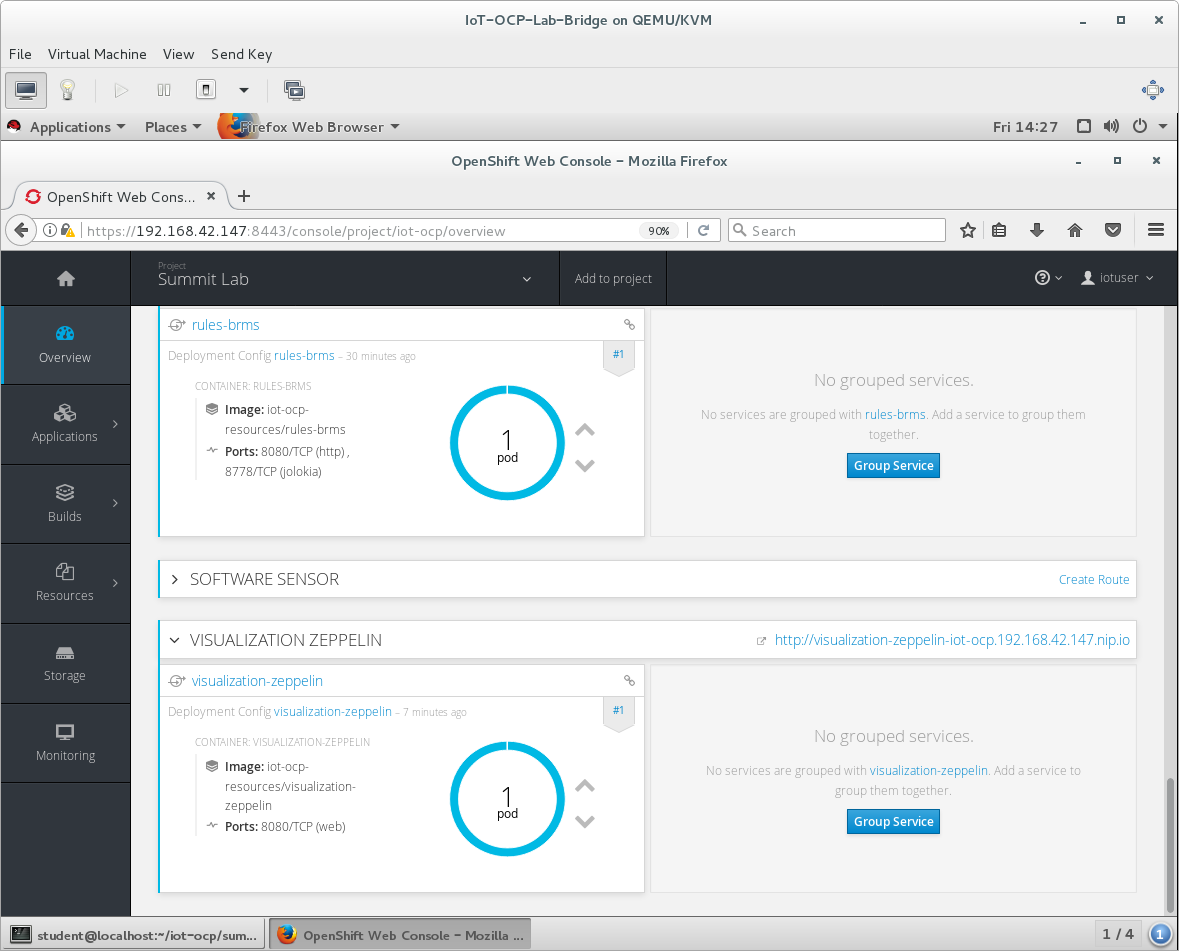 IoT-OCP-Lab-Bridge on QEMU/KVM
File Virtual Machine View Send Key
Applications Places Firefox Web Browser Fri 14:27
OpenShift Web Console - Mozilla Firefox
OpenShift Web Cons...
https://192.168.42.147:8443/console/project/iot-ocp/overview 90% Search
Project
Summit Lab Add to project iotuser
Overview
Applications
Builds
Resources
Storage
Monitoring
rules-brms
Deployment Config rules-brms – 30 minutes ago #1
CONTAINER: RULES-BRMS
Image: iot-ocp-
resources/rules-brms
Ports: 8080/TCP (http) ,
8778/TCP (jolokia)
1
pod
No grouped services.
No services are grouped with rules-brms. Add a service to group them
together.
Group Service
SOFTWARE SENSOR Create Route
VISUALIZATION ZEPPELIN http://visualization-zeppelin-iot-ocp.192.168.42.147.nip.io
visualization-zeppelin
Deployment Config visualization-zeppelin – 7 minutes ago #1
CONTAINER: VISUALIZATION-ZEPPELIN
Image: iot-ocp-
resources/visualization-
zeppelin
Ports: 8080/TCP (web)
1
pod
No grouped services.
No services are grouped with visualization-zeppelin. Add a service to
group them together.
Group Service
student@localhost:~/iot-ocp/sum... OpenShift Web Console - Mozilla ... 1 / 4 1